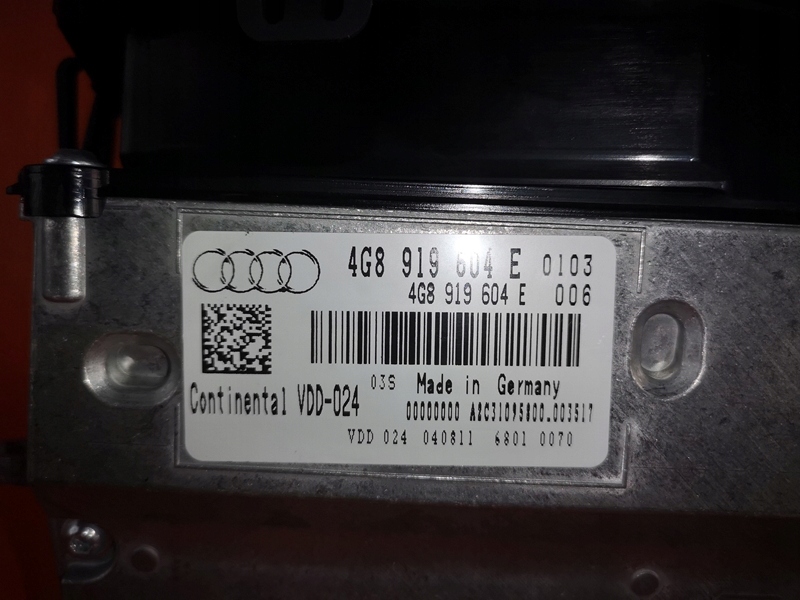 4G8 919 604 E 0103
4G8 919 604 E 006
03S Made in Germany
Continental VDD-024
00000000 A2C31095800.003517
VDD 024 040811 6801 0070